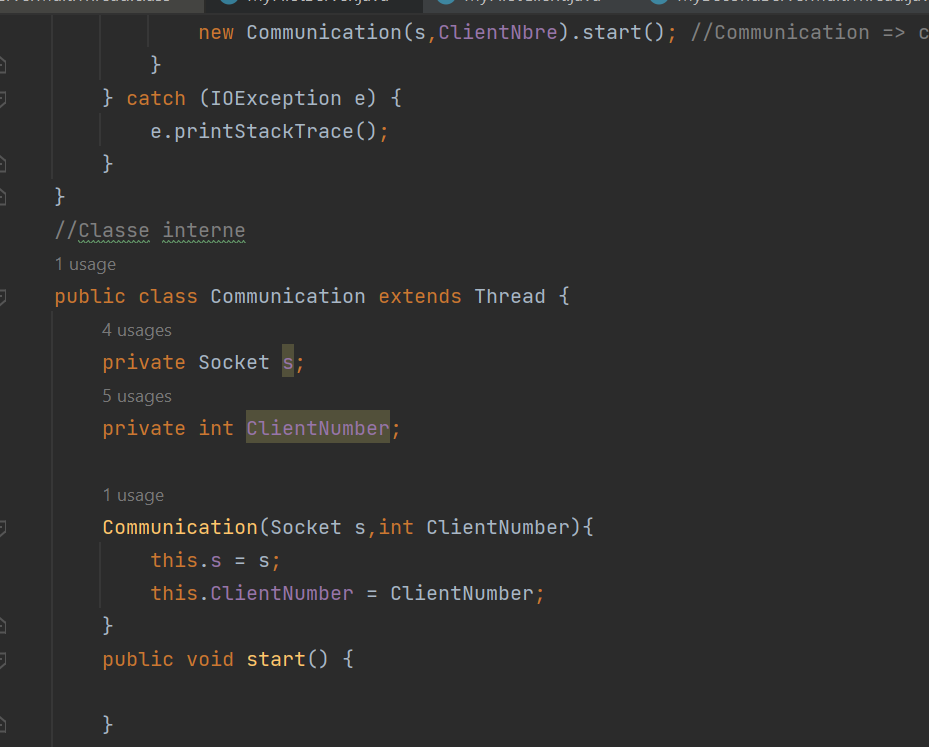 new Communication(s,ClientNbre).start(); //Communication =>
}
} catch (IOException e) {
e.printStackTrace();
}
}
//Classe interne
1 usage
public class Communication extends Thread {
4 usages
private Socket s;
5 usages
private int ClientNumber;
1 usage
Communication(Socket s,int ClientNumber){
this.s = s;
this.ClientNumber = ClientNumber;
}
public void start() {
}